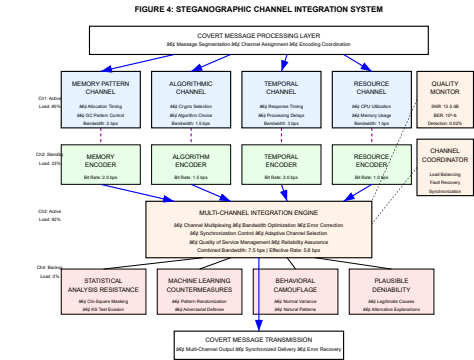 FIGURE 4: STEGANOGRAPHIC CHANNEL INTEGRATION SYSTEM
COVERT MESSAGE PROCESSING LAYER
â€¢ Message Segmentation â€¢ Channel Assignment â€¢ Encoding Coordination
MEMORY PATTERN
CHANNEL
â€¢ Allocation Timing
â€¢ GC Pattern Control
Bandwidth: 2 bps
ALGORITHMIC
CHANNEL
â€¢ Crypto Selection
â€¢ Algorithm Choice
Bandwidth: 1.5 bps
TEMPORAL
CHANNEL
â€¢ Response Timing
â€¢ Processing Delays
Bandwidth: 3 bps
RESOURCE
CHANNEL
â€¢ CPU Utilization
â€¢ Memory Usage
Bandwidth: 1 bps
QUALITY
MONITOR
SNR: 12.5 dB
BER: 10^-6
Detection: 0.02%
Ch1: Active
Load: 85%
MEMORY
ENCODER
Bit Rate: 2.0 bps
ALGORITHM
ENCODER
Bit Rate: 1.5 bps
TEMPORAL
ENCODER
Bit Rate: 3.0 bps
RESOURCE
ENCODER
Bit Rate: 1.0 bps
CHANNEL
COORDINATOR
Load Balancing
Fault Recovery
Synchronization
Ch2: Standby
Load: 23%
MULTI-CHANNEL INTEGRATION ENGINE
â€¢ Channel Multiplexing â€¢ Bandwidth Optimization â€¢ Error Correction
â€¢ Synchronization Control â€¢ Adaptive Channel Selection
â€¢ Quality of Service Management â€¢ Reliability Assurance
Combined Bandwidth: 7.5 bps | Effective Rate: 5.6 bps
Ch3: Active
Load: 92%
Ch4: Backup
Load: 0%
STATISTICAL
ANALYSIS RESISTANCE
â€¢ Chi-Square Masking
â€¢ KS Test Evasion
MACHINE LEARNING
COUNTERMEASURES
â€¢ Pattern Randomization
â€¢ Adversarial Defense
BEHAVIORAL
CAMOUFLAGE
â€¢ Normal Variance
â€¢ Natural Patterns
PLAUSIBLE
DENIABILITY
â€¢ Legitimate Causes
â€¢ Alternative Explanations
COVERT MESSAGE TRANSMISSION
â€¢ Multi-Channel Output â€¢ Synchronized Delivery â€¢ Error Recovery